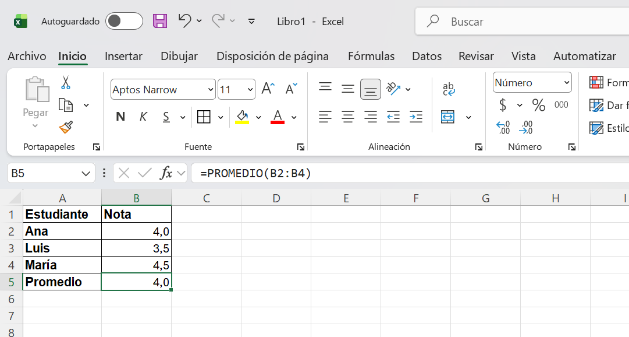 Autoguardado Libro1 - Excel Buscar
Archivo Inicio Insertar Dibujar Disposición de página Fórmulas Datos Revisar Vista Automatizar
Pegar
Aptos Narrow 11 A A
N K S A
ab
Número
$ % 000
Form
Dar f
Estilo
Portapapeles Fuente Alineación Número
B5 fx =PROMEDIO(B2:B4)
A B C D E F G H I
1 Estudiante Nota
2 Ana 4,0
3 Luis 3,5
4 María 4,5
5 Promedio 4,0
6
7
8